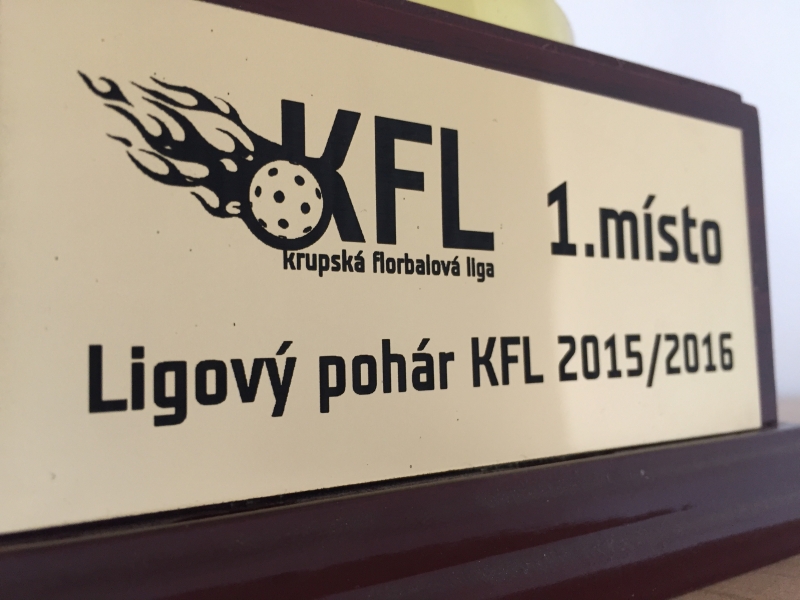 KFL
krupská florbalová liga
1.místo
Ligový pohár KFL 2015/2016